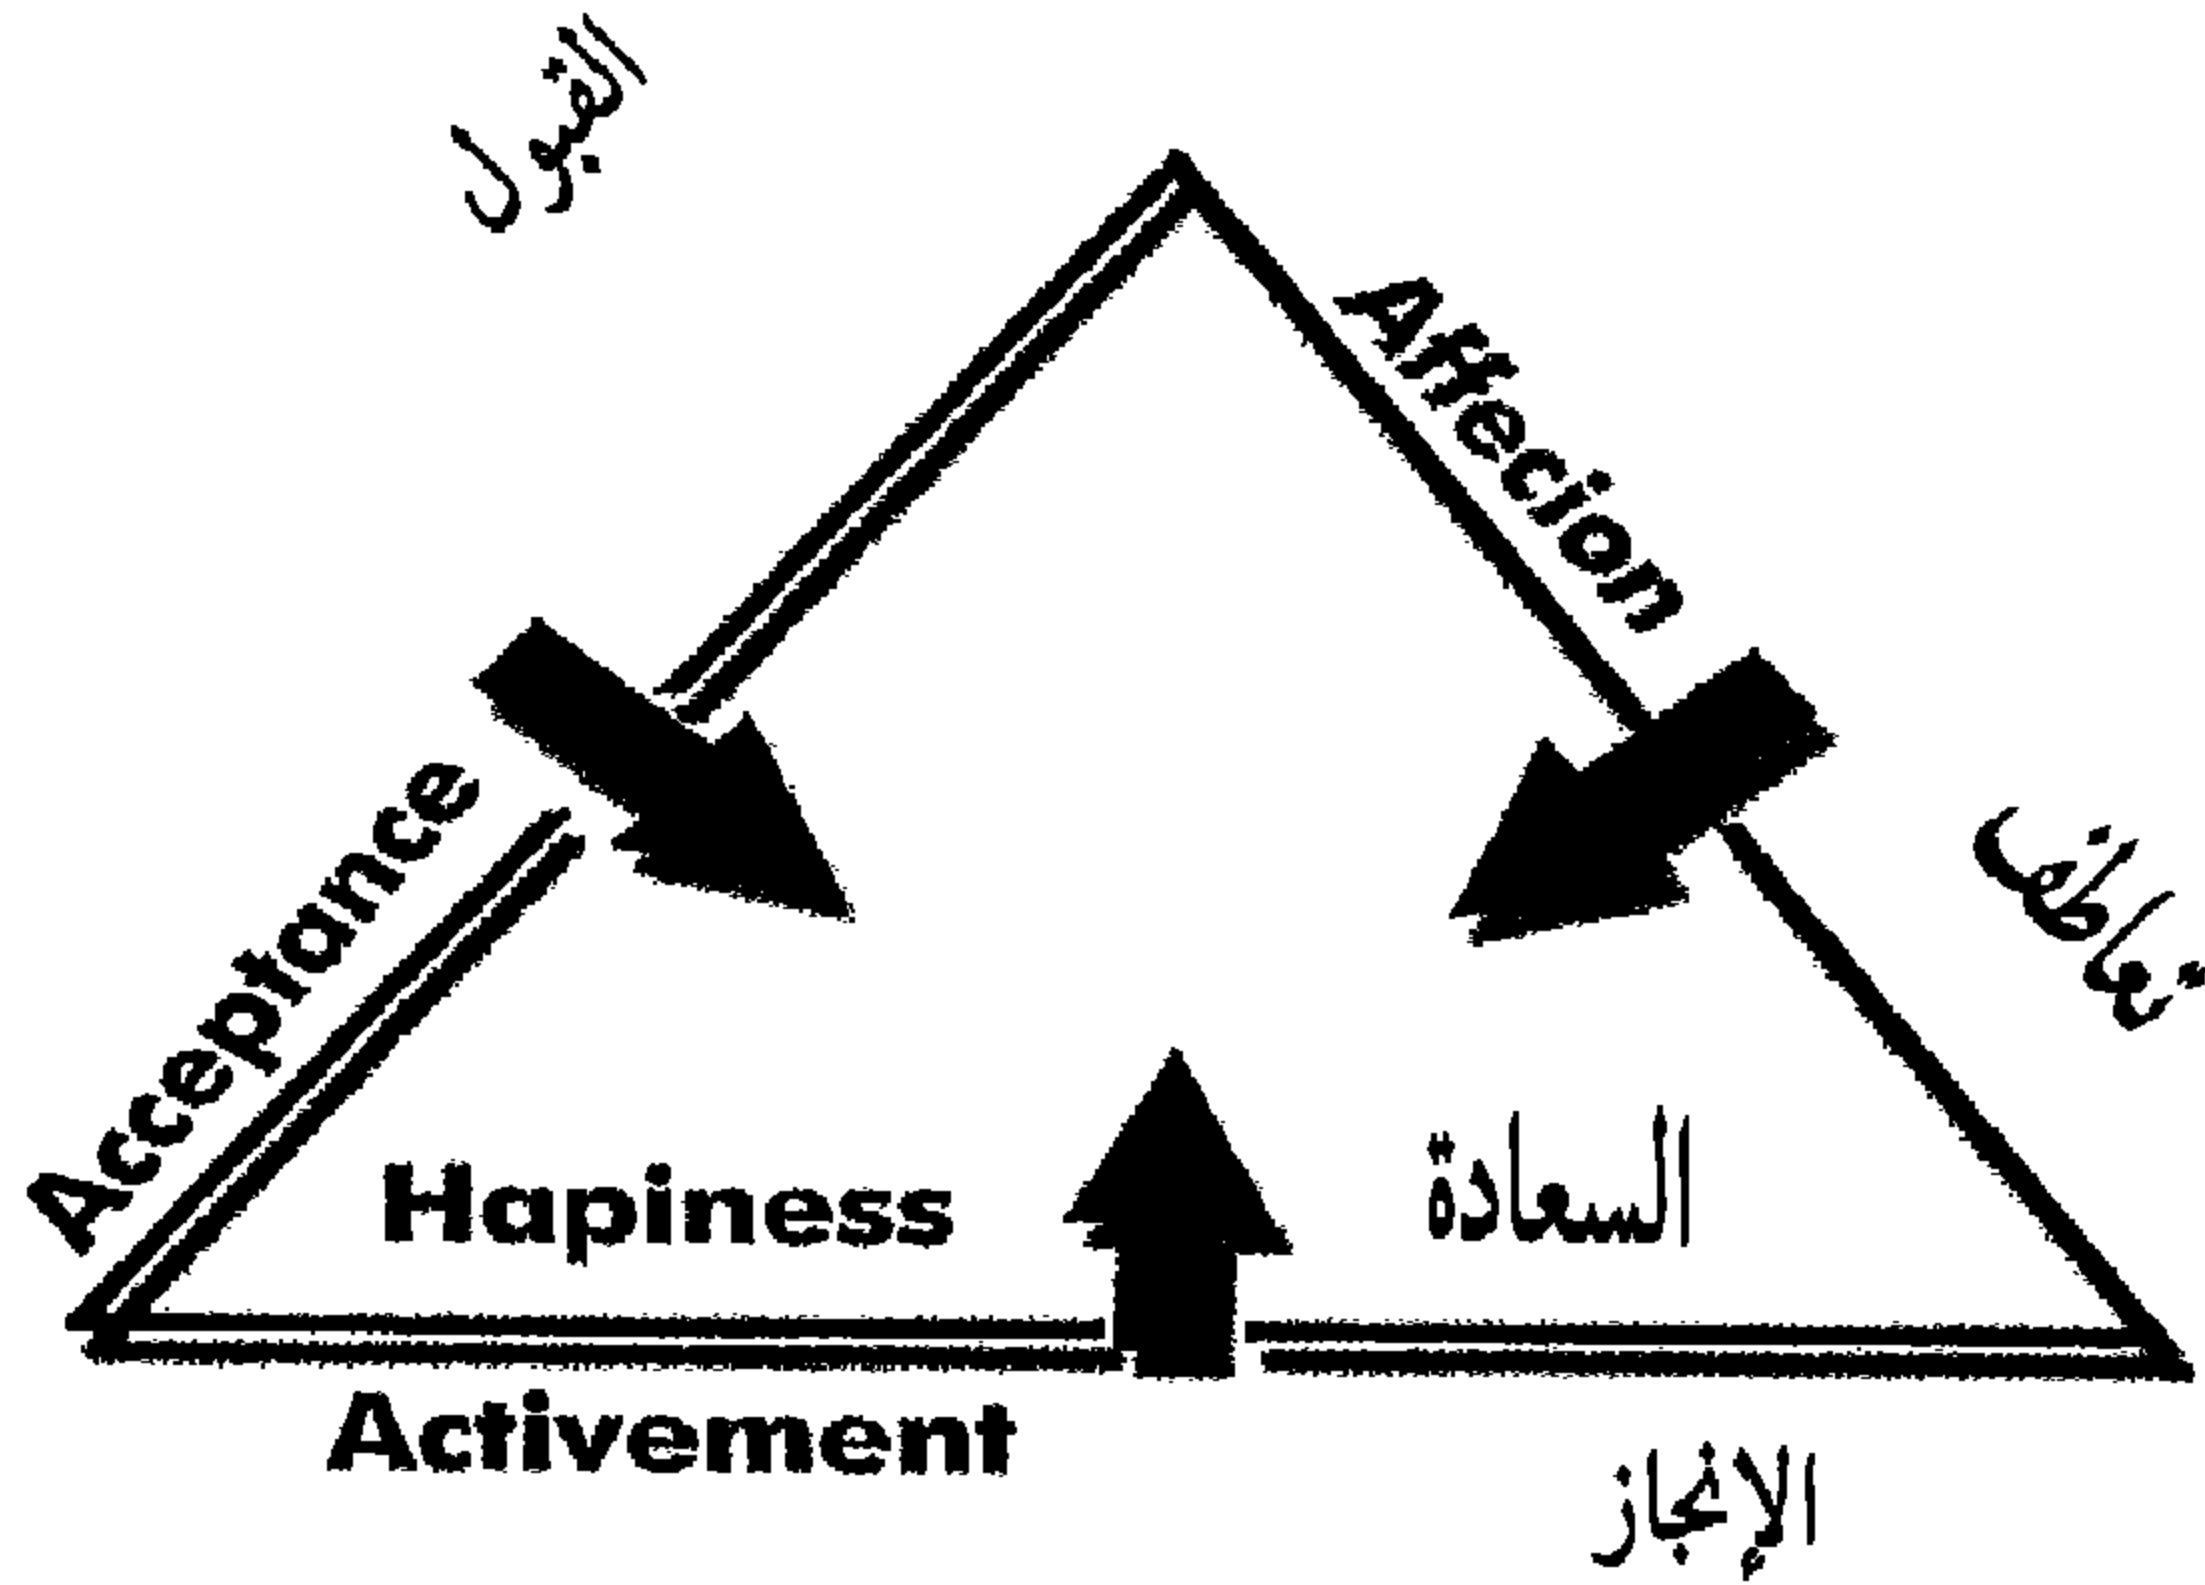 القبول
Affecion
Acceptance
تعاطف
Hapiness
السعادة
Activement
الإنجاز